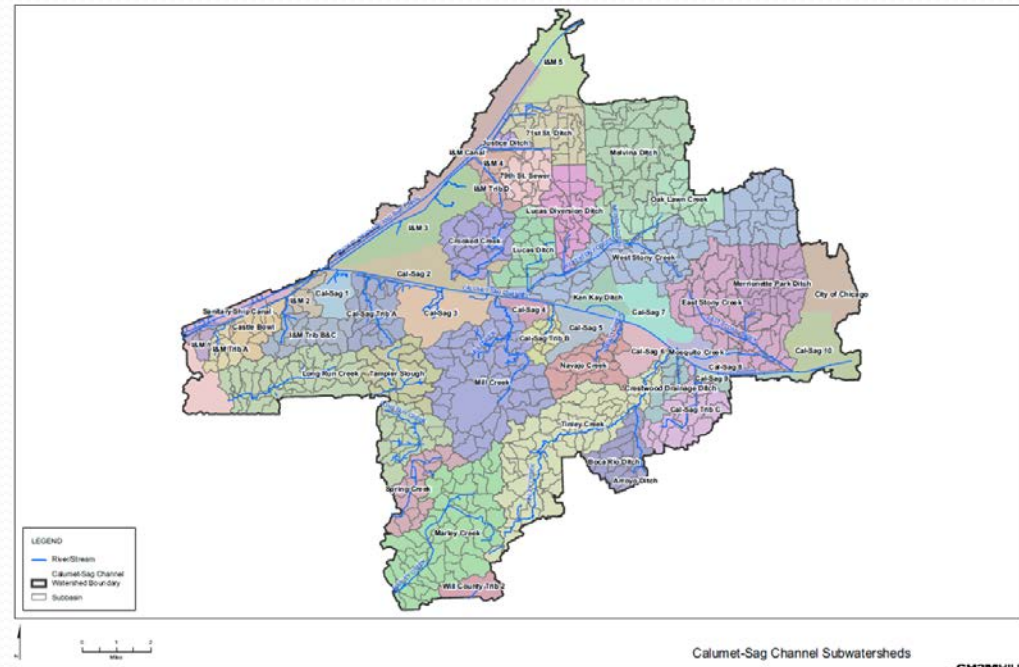 I&M 5
71st St. Ditch
Justice Ditch
I&M Canal
Melvina Ditch
I&M 4
79th St. Sewer
I&M Trib D
Oak Lawn Creek
Lucas Diversion Ditch
I&M 3
Crooked Creek
Lucas Ditch
West Stony Creek
Cal-Sag 2
Merrionette Park Ditch
Cal-Sag 1
I&M 2
Ken Kay Ditch
East Stony Creek
City of Chicago
Sanitary Ship Canal
Cal-Sag Trib A
Cal-Sag 3
Cal-Sag 4
Cal-Sag 7
Castle Bowl
Cal-Sag 5
I&M Trib B&C
Cal-Sag Trib B
I&M Trib A
Cal-Sag 6
Mosquito Creek
Cal-Sag 10
Navajo Creek
Cal-Sag 8
Long Run Creek
Tampier Slough
Cal-Sag 9
Mill Creek
Crestwood Drainage Ditch
Cal-Sag Trib C
Tinley Creek
Boca Rio Ditch
Arroyo Ditch
Spring Creek
Marley Creek
Will County Trib 2
LEGEND
River/Stream
Calumet-Sag Channel
Watershed Boundary
Subbasin
0 1 2
Miles
Calumet-Sag Channel Subwatersheds